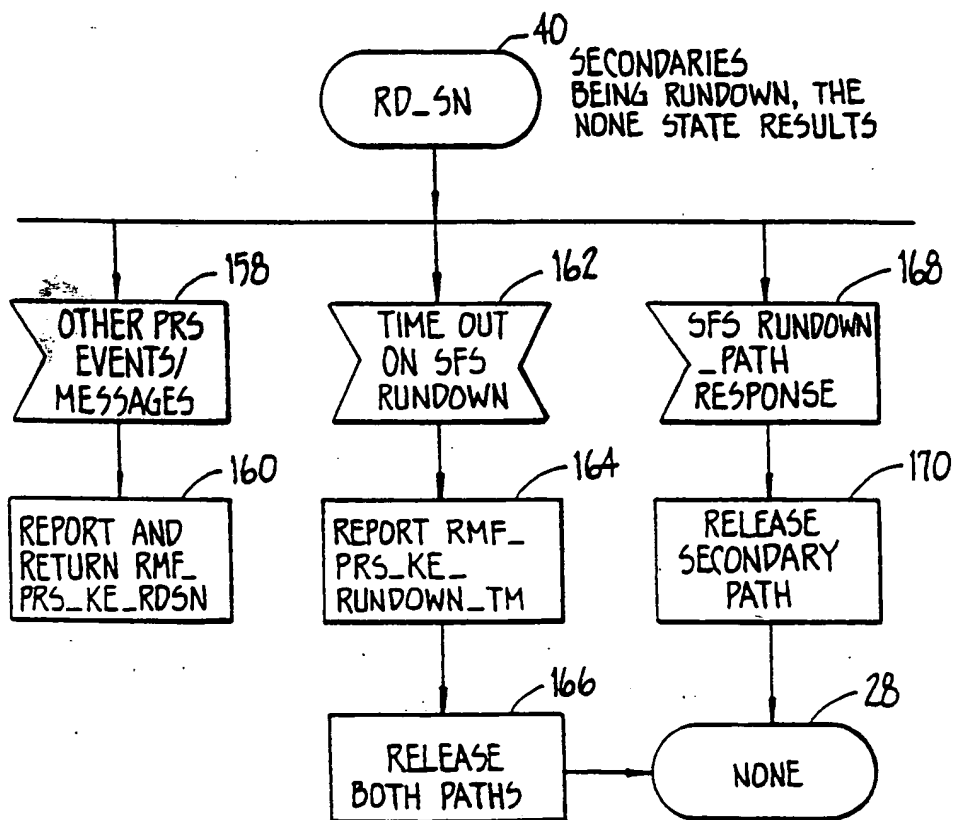 40
RD_SN
SECONDARIES
BEING RUNDOWN, THE
NONE STATE RESULTS
158
OTHER PRS
EVENTS/
MESSAGES
162
TIME OUT
ON SFS
RUNDOWN
168
SFS RUNDOWN
_PATH
RESPONSE
160
REPORT AND
RETURN RMF_
PRS_KE_RDSN
164
REPORT RMF_
PRS_KE_
RUNDOWN_TM
170
RELEASE
SECONDARY
PATH
166
RELEASE
BOTH PATHS
28
NONE